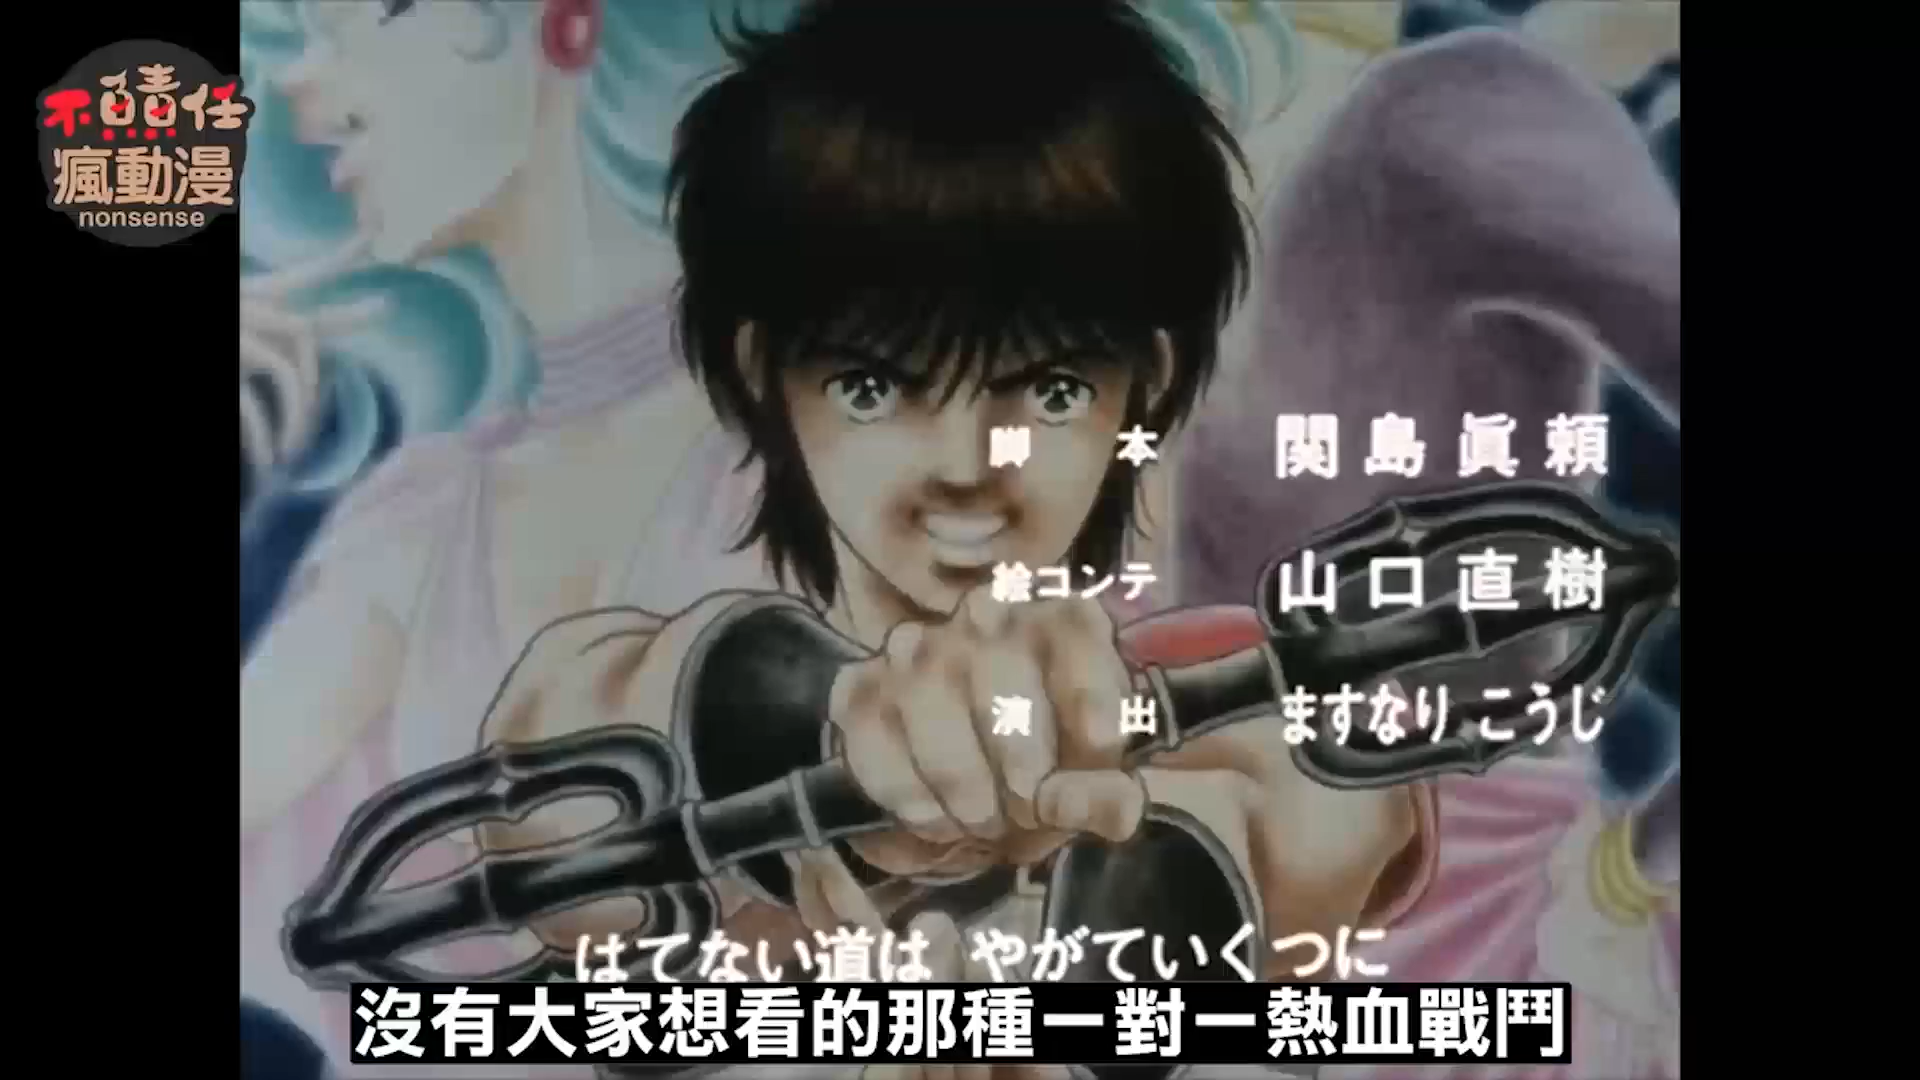 不負責任
瘋動漫
nonsense
脚本 関島眞頼
絵コンテ 山口直樹
演出 ますなりこうじ
はてない道は やがていくつに
沒有大家想看的那種一對一熱血戰鬥